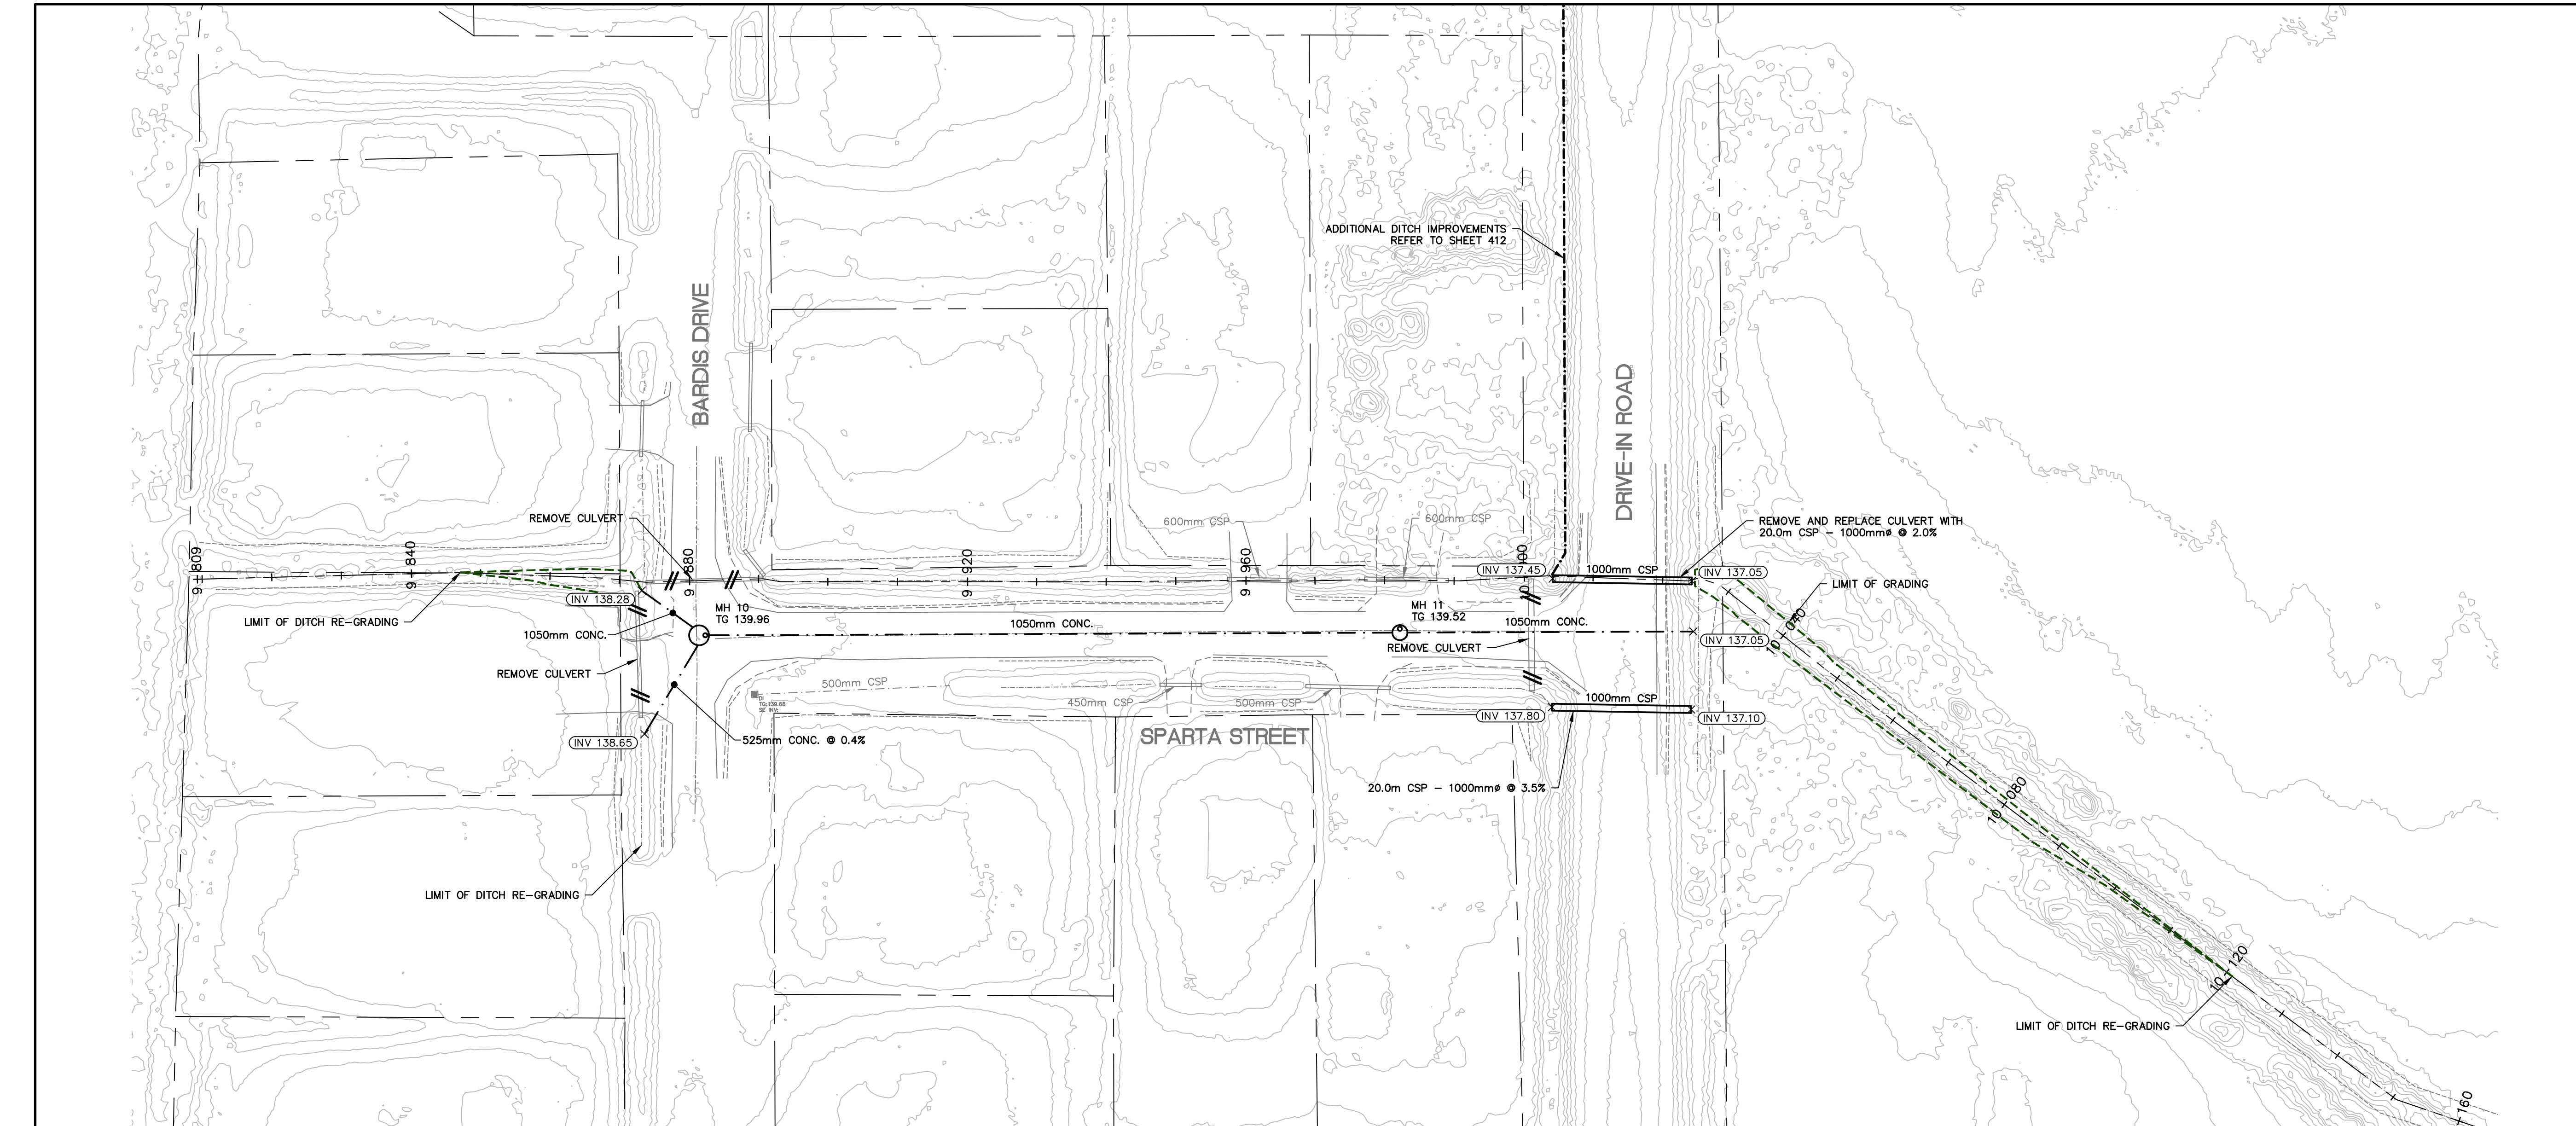 ADDITIONAL DITCH IMPROVEMENTS
REFER TO SHEET 412
BARDIS DRIVE
DRIVE-IN ROAD
REMOVE CULVERT
600mm CSP
600mm CSP
REMOVE AND REPLACE CULVERT WITH
20.0m CSP - 1000mmø @ 2.0%
9+809
9+840
9+880
9+920
9+960
INV 137.45
1000mm CSP
INV 137.05
LIMIT OF GRADING
INV 138.28
MH 10
TG 139.96
MH 11
TG 139.52
LIMIT OF DITCH RE-GRADING
1050mm CONC.
1050mm CONC.
1050mm CONC.
10+040
INV 137.05
REMOVE CULVERT
REMOVE CULVERT
500mm CSP
450mm CSP
500mm CSP
1000mm CSP
DI
TG:139.68
INV 137.80
INV 137.10
INV 138.65
525mm CONC. @ 0.4%
SPARTA STREET
20.0m CSP - 1000mmø @ 3.5%
10+080
LIMIT OF DITCH RE-GRADING
10+120
LIMIT OF DITCH RE-GRADING
+160